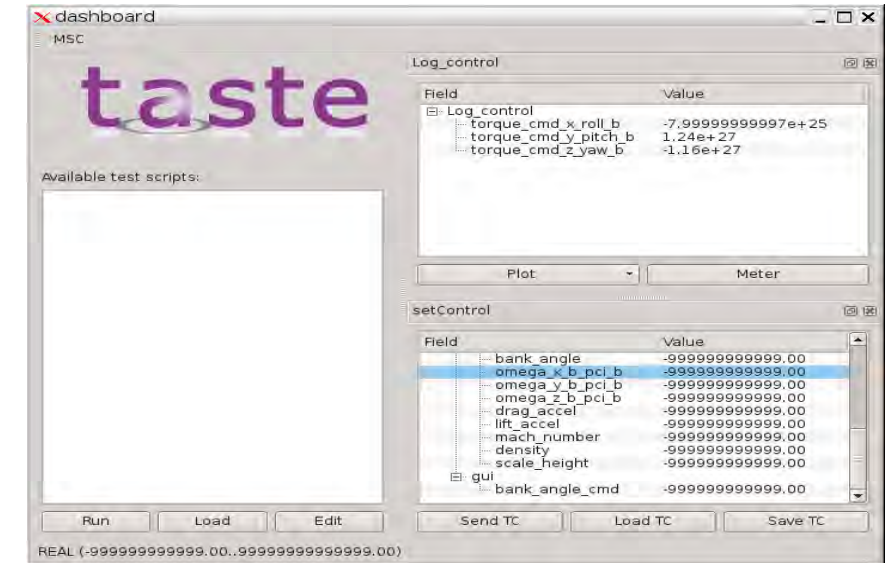 dashboard
MSC
taste
Available test scripts:
Run Load Edit
REAL (-999999999999.00..99999999999999.00)
Log_control
Field Value
Log_control
torque_cmd_x_roll_b -7.99999999997e+25
torque_cmd_y_pitch_b 1.24e+27
torque_cmd_z_yaw_b -1.16e+27
Plot Meter
setControl
Field Value
bank_angle -999999999999.00
omega_x_b_pci_b -999999999999.00
omega_y_b_pci_b -999999999999.00
omega_z_b_pci_b -999999999999.00
drag_accel -999999999999.00
lift_accel -999999999999.00
mach_number -999999999999.00
density -999999999999.00
scale_height -999999999999.00
gui
bank_angle_cmd -999999999999.00
Send TC Load TC Save TC